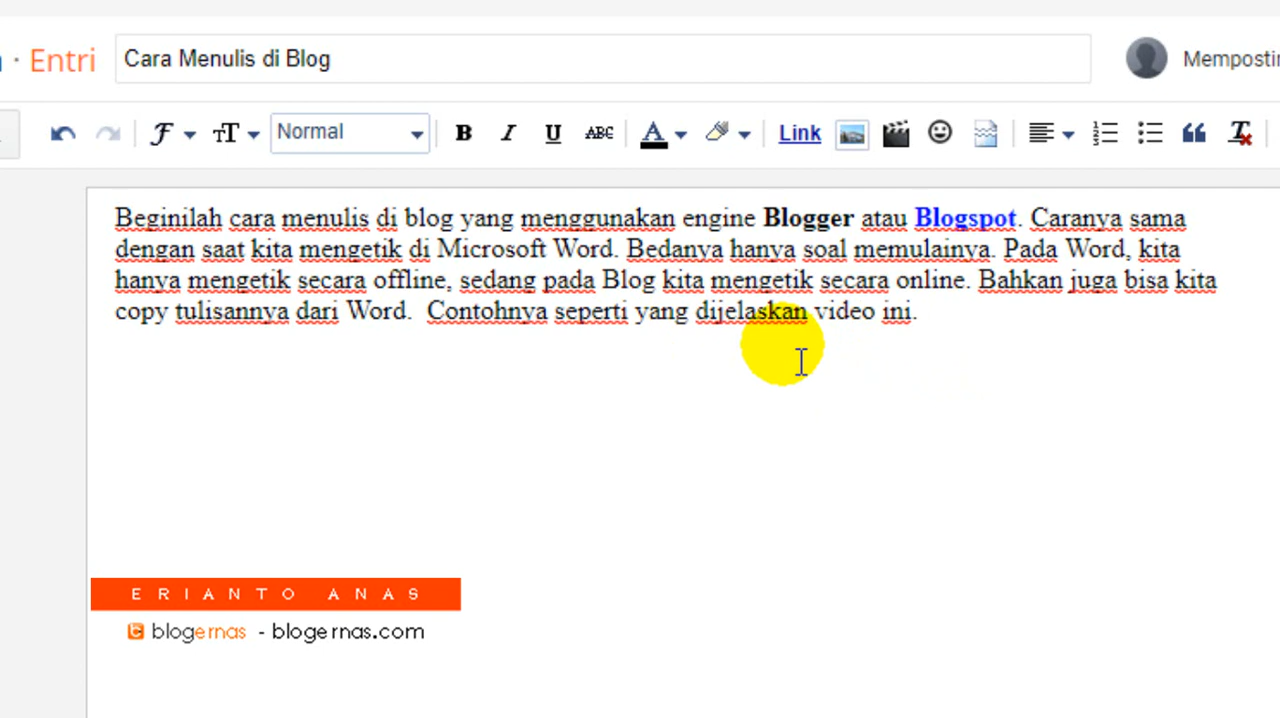 · Entri Cara Menulis di Blog
Normal B I U ABC A Link
Beginilah cara menulis di blog yang menggunakan engine Blogger atau Blogspot. Caranya sama
dengan saat kita mengetik di Microsoft Word. Bedanya hanya soal memulainya. Pada Word, kita
hanya mengetik secara offline, sedang pada Blog kita mengetik secara online. Bahkan juga bisa kita
copy tulisannya dari Word.  Contohnya seperti yang dijelaskan video ini.
ERIANTO ANAS
blogernas - blogernas.com